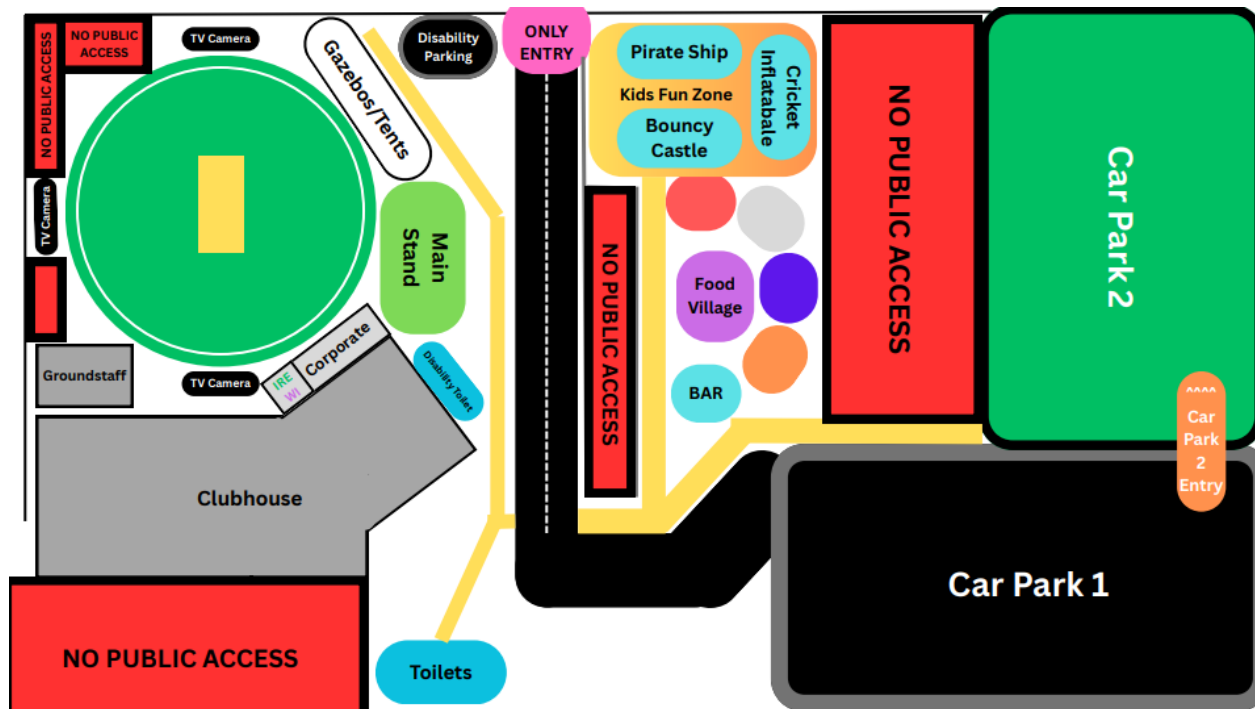 NO PUBLIC ACCESS
NO PUBLIC
ACCESS
TV Camera
Gazebos/Tents
Disability
Parking
ONLY
ENTRY
Pirate Ship
Kids Fun Zone
Bouncy
Castle
Cricket
Inflatabale
NO PUBLIC ACCESS
Car Park 2
TV Camera
Main
Stand
NO PUBLIC ACCESS
Food
Village
BAR
Groundstaff
TV Camera
IRE
WI
Corporate
Disability Toilet
^^^^
Car
Park
2
Entry
Clubhouse
Car Park 1
NO PUBLIC ACCESS
Toilets